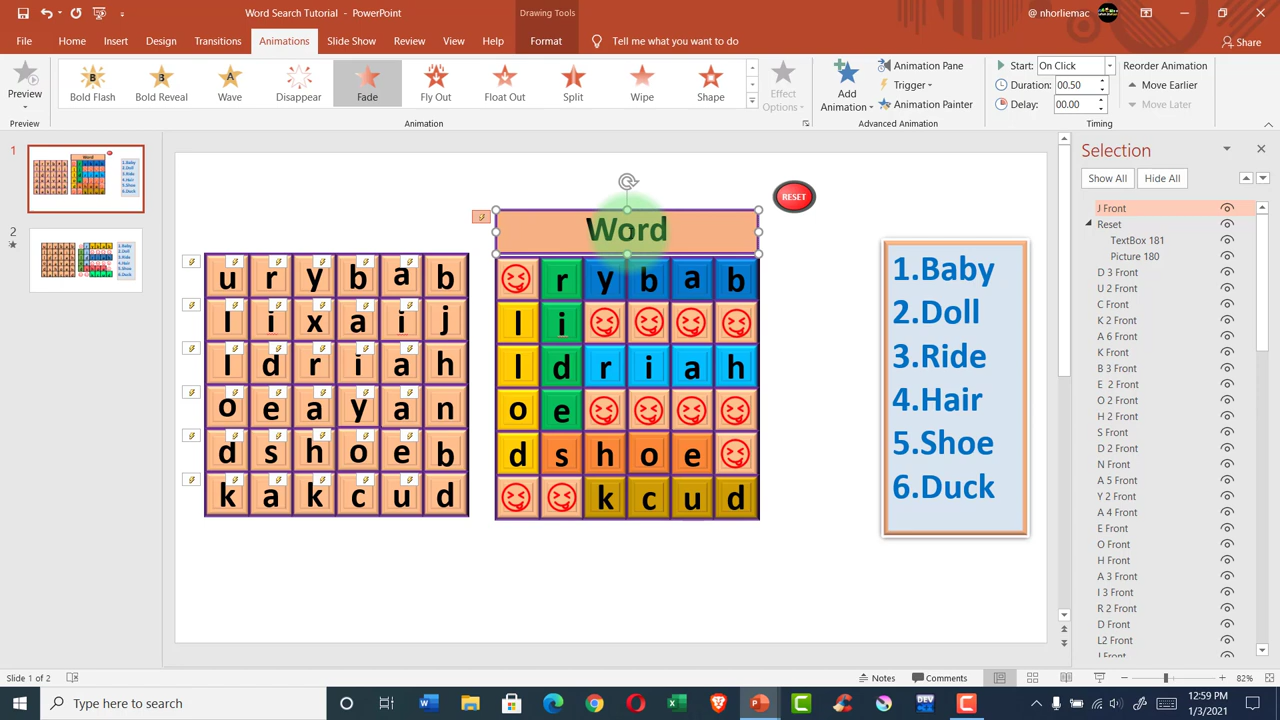 Word Search Tutorial - PowerPoint
Drawing Tools
@ nhorliemac
File Home Insert Design Transitions Animations Slide Show Review View Help Format Tell me what you want to do Share
Preview
Bold Flash Bold Reveal Wave Disappear Fade Fly Out Float Out Split Wipe Shape
Effect Options
Add Animation
Animation Pane
Trigger
Animation Painter
Start: On Click
Duration: 00.50
Delay: 00.00
Reorder Animation
Move Earlier
Move Later
Preview Animation Advanced Animation Timing
1
2
RESET
Word
u r y b a b
l i x a i j
l d r i a h
o e a y a n
d s h o e b
k a k c u d
r y b a b
l i
l d r i a h
o e
d s h o e
k c u d
1.Baby
2.Doll
3.Ride
4.Hair
5.Shoe
6.Duck
Selection
Show All Hide All
J Front
Reset
TextBox 181
Picture 180
D 3 Front
U 2 Front
C Front
K 2 Front
A 6 Front
K Front
B 3 Front
E 2 Front
O 2 Front
H 2 Front
S Front
D 2 Front
N Front
A 5 Front
Y 2 Front
A 4 Front
E Front
O Front
H Front
A 3 Front
I 3 Front
R 2 Front
D Front
L2 Front
Slide 1 of 2
Notes Comments 82%
Type here to search
12:59 PM
1/3/2021